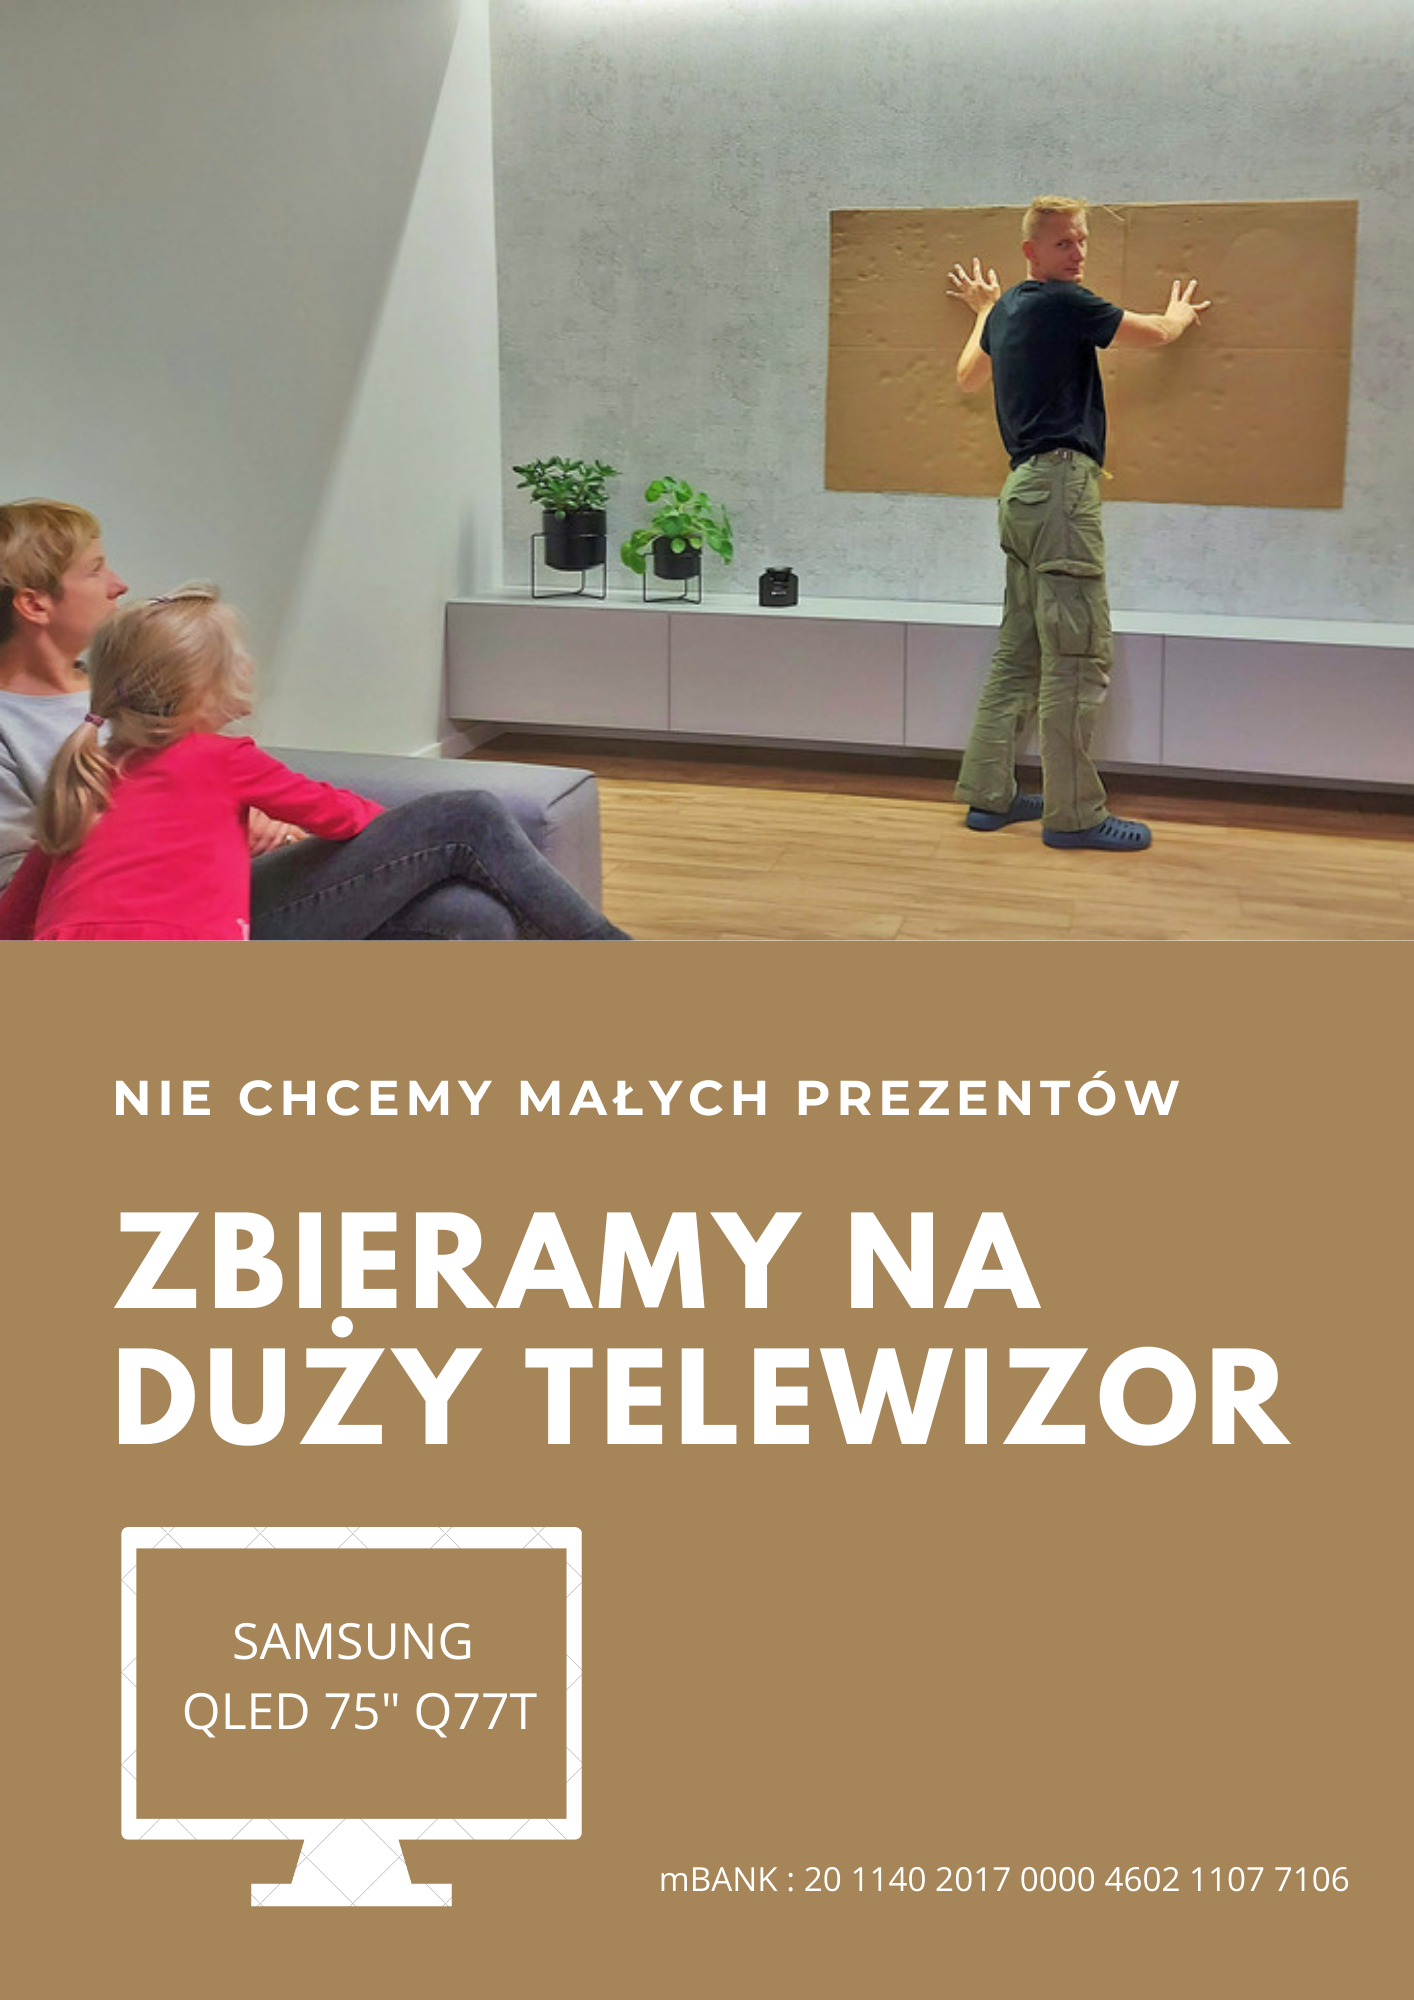 NIE CHCEMY MAŁYCH PREZENTÓW
ZBIERAMY NA
DUŻY TELEWIZOR
SAMSUNG
QLED 75" Q77T
mBANK : 20 1140 2017 0000 4602 1107 7106